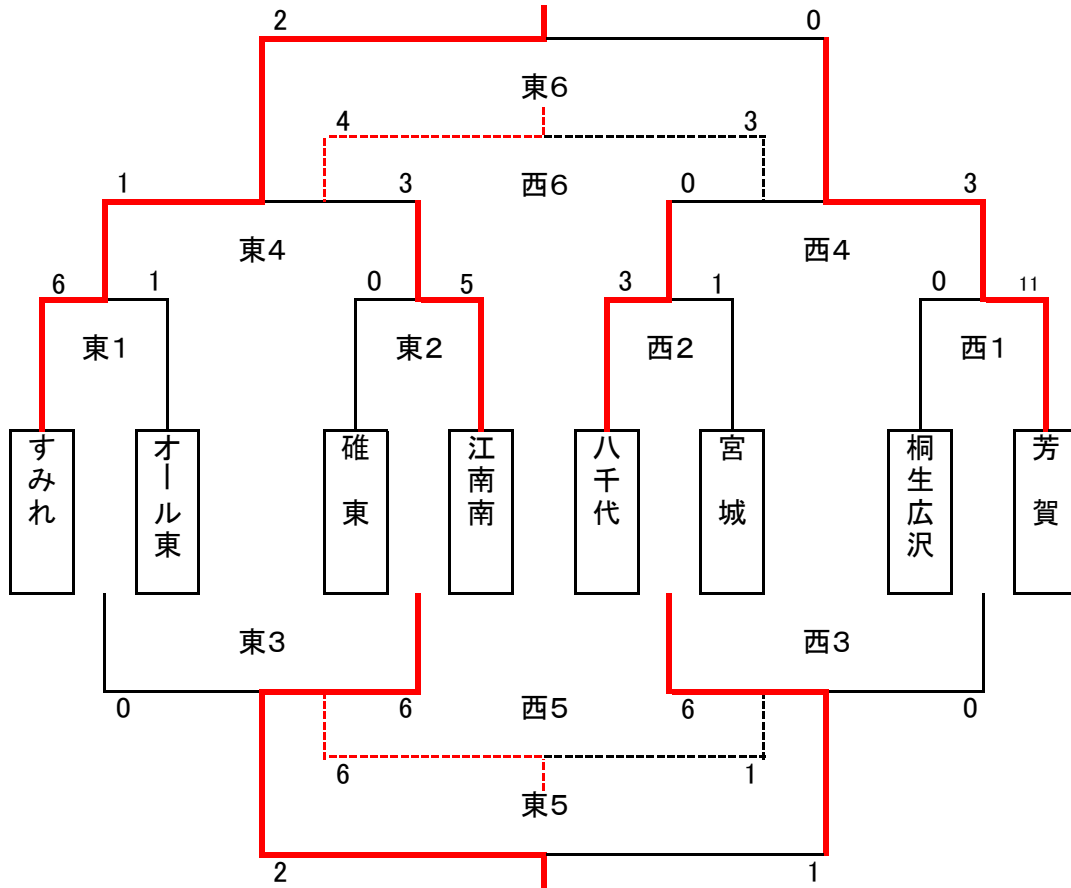 2 0
東6
4 3
西6
1 3 0 3
東4 西4
6 1 0 5 3 1 0 11
東1 東2 西2 西1
すみれ
オール東
碓東
江南南
八千代
宮城
桐生広沢
芳賀
東3 西3
0 6 西5 6 0
6 1
東5
2 1